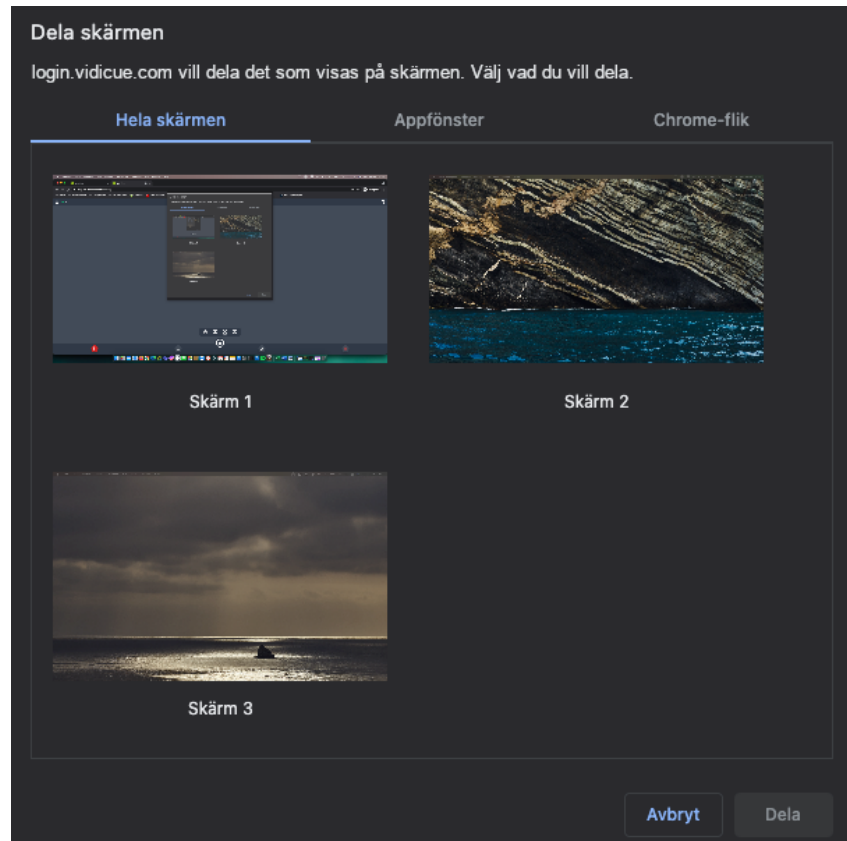 Dela skärmen
login.vidicue.com vill dela det som visas på skärmen. Välj vad du vill dela.
Hela skärmen Appfönster Chrome-flik
Skärm 1 Skärm 2
Skärm 3
Avbryt Dela